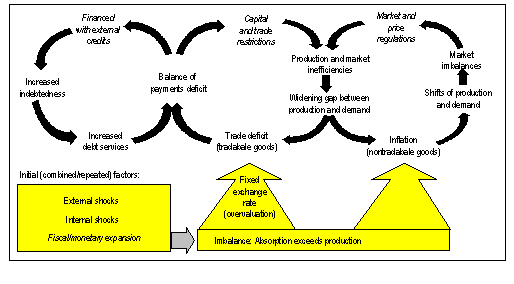 Financed
with external
credits
Capital
and trade
restrictions
Market and
price
regulations
Increased
indebtedness
Balance of
payments deficit
Production and market
inefficiencies
Market
imbalances
Widening gap between
production and demand
Shifts of production
and demand
Increased
debt services
Trade deficit
(tradabale goods)
Inflation
(nontradabale goods)
Initial (combined/repeated) factors:
External shocks
Internal shocks
Fiscal/monetary expansion
Fixed
exchange
rate
(overvaluation)
Imbalance: Absorption exceeds production